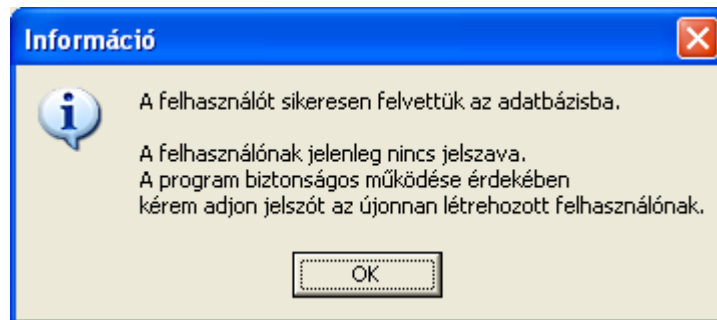 Információ
A felhasználót sikeresen felvettük az adatbázisba.
A felhasználónak jelenleg nincs jelszava.
A program biztonságos működése érdekében
kérem adjon jelszót az újonnan létrehozott felhasználónak.
OK